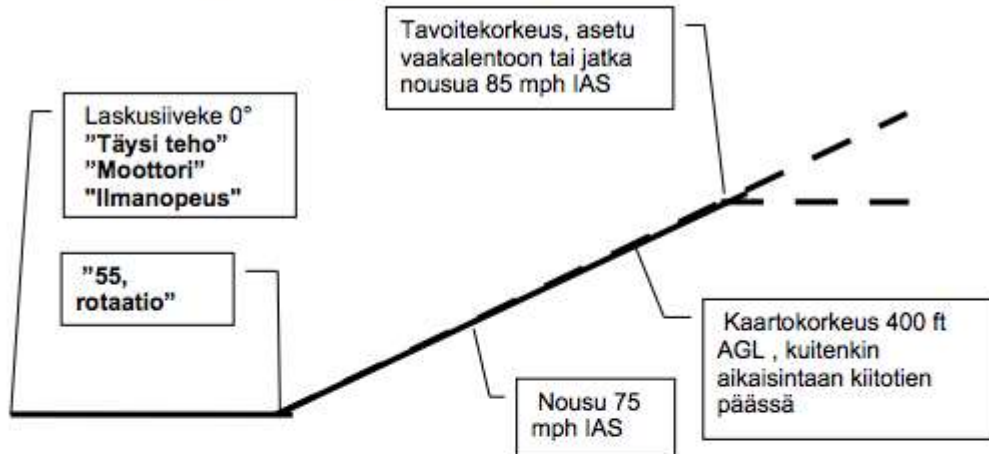 Tavoitekorkeus, asetu
vaakalentoon tai jatka
nousua 85 mph IAS
Laskusiiveke 0°
”Täysi teho”
”Moottori”
"Ilmanopeus"
”55,
rotaatio”
Kaartokorkeus 400 ft
AGL , kuitenkin
aikaisintaan kiitotien
päässä
Nousu 75
mph IAS